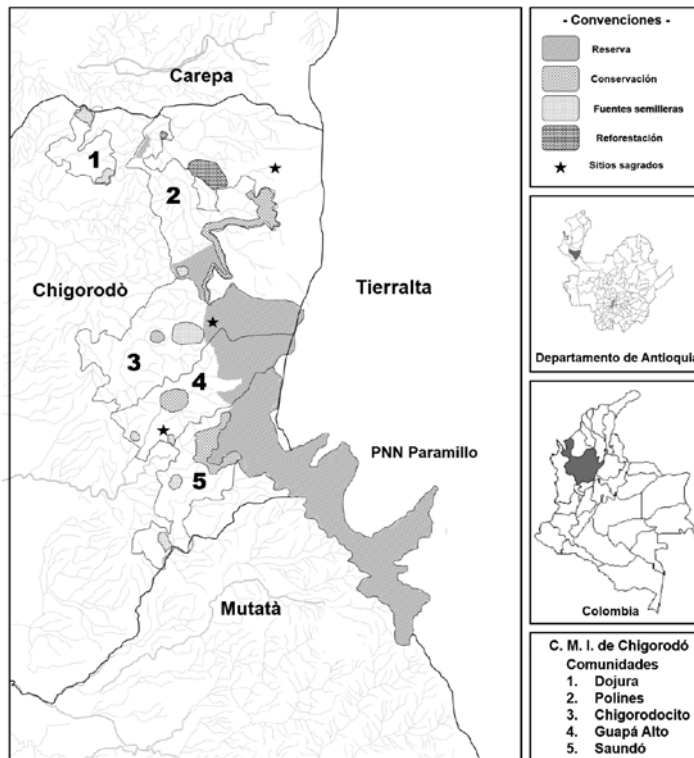 Carepa
1
2
Chigorodò
Tierralta
3
4
PNN Paramillo
5
Mutatà
- Convenciones -
Reserva
Conservación
Fuentes semilleras
Reforestación
Sitios sagrados
Departamento de Antioquia
Colombia
C. M. I. de Chigorodó
Comunidades
1. Dojura
2. Polines
3. Chigorodocito
4. Guapá Alto
5. Saundó